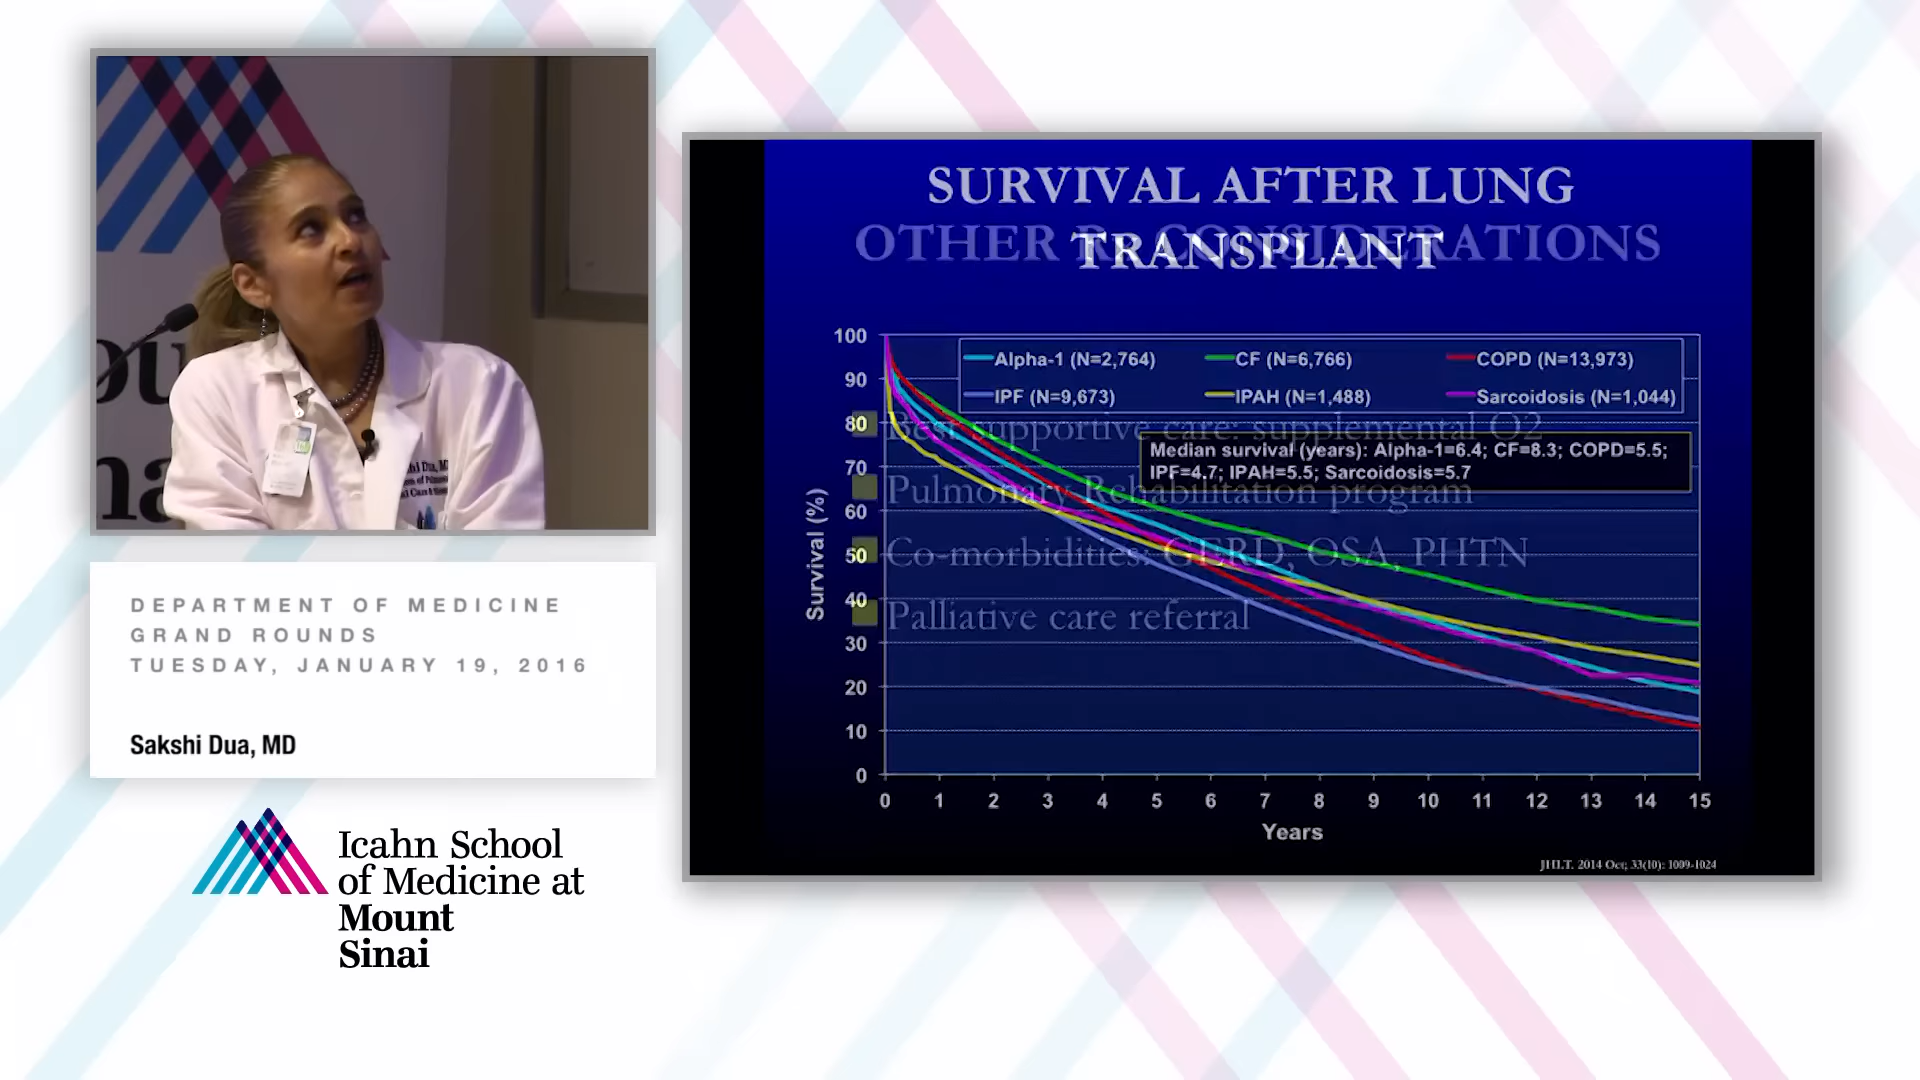 DEPARTMENT OF MEDICINE
GRAND ROUNDS
TUESDAY, JANUARY 19, 2016
Sakshi Dua, MD
Icahn School
of Medicine at
Mount
Sinai
SURVIVAL AFTER LUNG
TRANSPLANT
OTHER CONSIDERATIONS
Alpha-1 (N=2,764)
CF (N=6,766)
COPD (N=13,973)
IPF (N=9,673)
IPAH (N=1,488)
Sarcoidosis (N=1,044)
Median survival (years): Alpha-1=6.4; CF=8.3; COPD=5.5;
IPF=4.7; IPAH=5.5; Sarcoidosis=5.7
Best supportive care: supplemental O2
Pulmonary Rehabilitation program
Co-morbidities: GERD, OSA, PHTN
Palliative care referral
Survival (%)
100
90
80
70
60
50
40
30
20
10
0
0 1 2 3 4 5 6 7 8 9 10 11 12 13 14 15
Years
JHLT. 2014 Oct; 33(10): 1009-1024